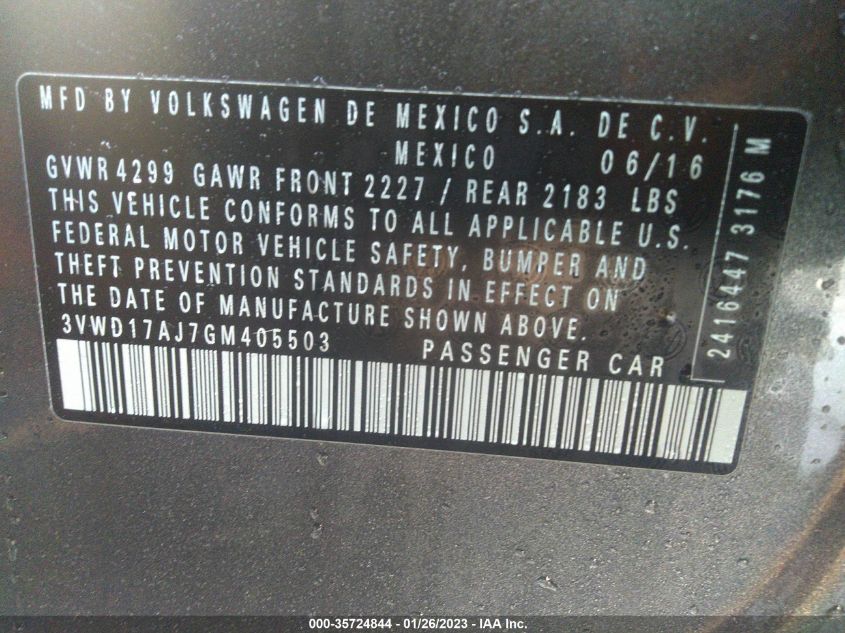 MFD BY VOLKSWAGEN DE MEXICO S.A. DE C.V.
MEXICO 06/16
GVWR 4299 GAWR FRONT 2227 / REAR 2183 LBS
THIS VEHICLE CONFORMS TO ALL APPLICABLE U.S.
FEDERAL MOTOR VEHICLE SAFETY, BUMPER AND
THEFT PREVENTION STANDARDS IN EFFECT ON
THE DATE OF MANUFACTURE SHOWN ABOVE.
3VWD17AJ7GM405503 PASSENGER CAR
2416447 3176 M
000-35724844 - 01/26/2023 - IAA Inc.